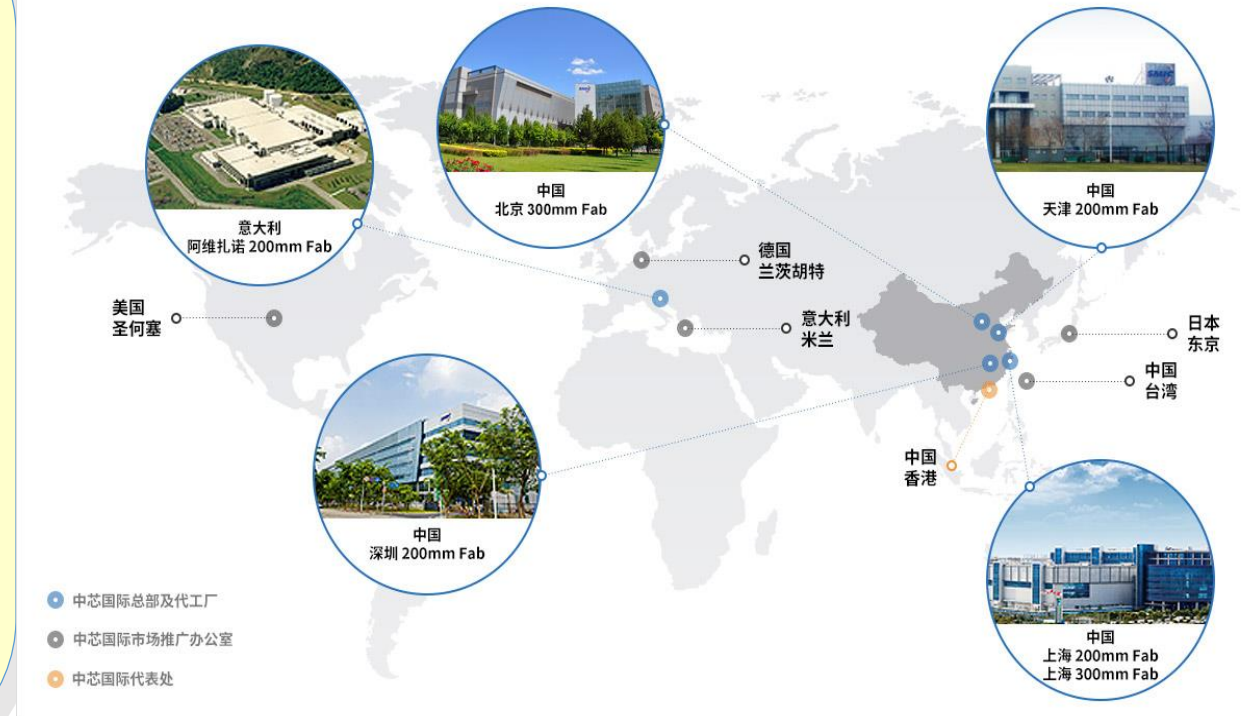 SMIC
意大利
阿维扎诺 200mm Fab
中国
北京 300mm Fab
中国
天津 200mm Fab
德国
兰茨胡特
美国
圣何塞
意大利
米兰
日本
东京
中国
台湾
中国
香港
中国
深圳 200mm Fab
中国
上海 200mm Fab
上海 300mm Fab
中芯国际总部及代工厂
中芯国际市场推广办公室
中芯国际代表处